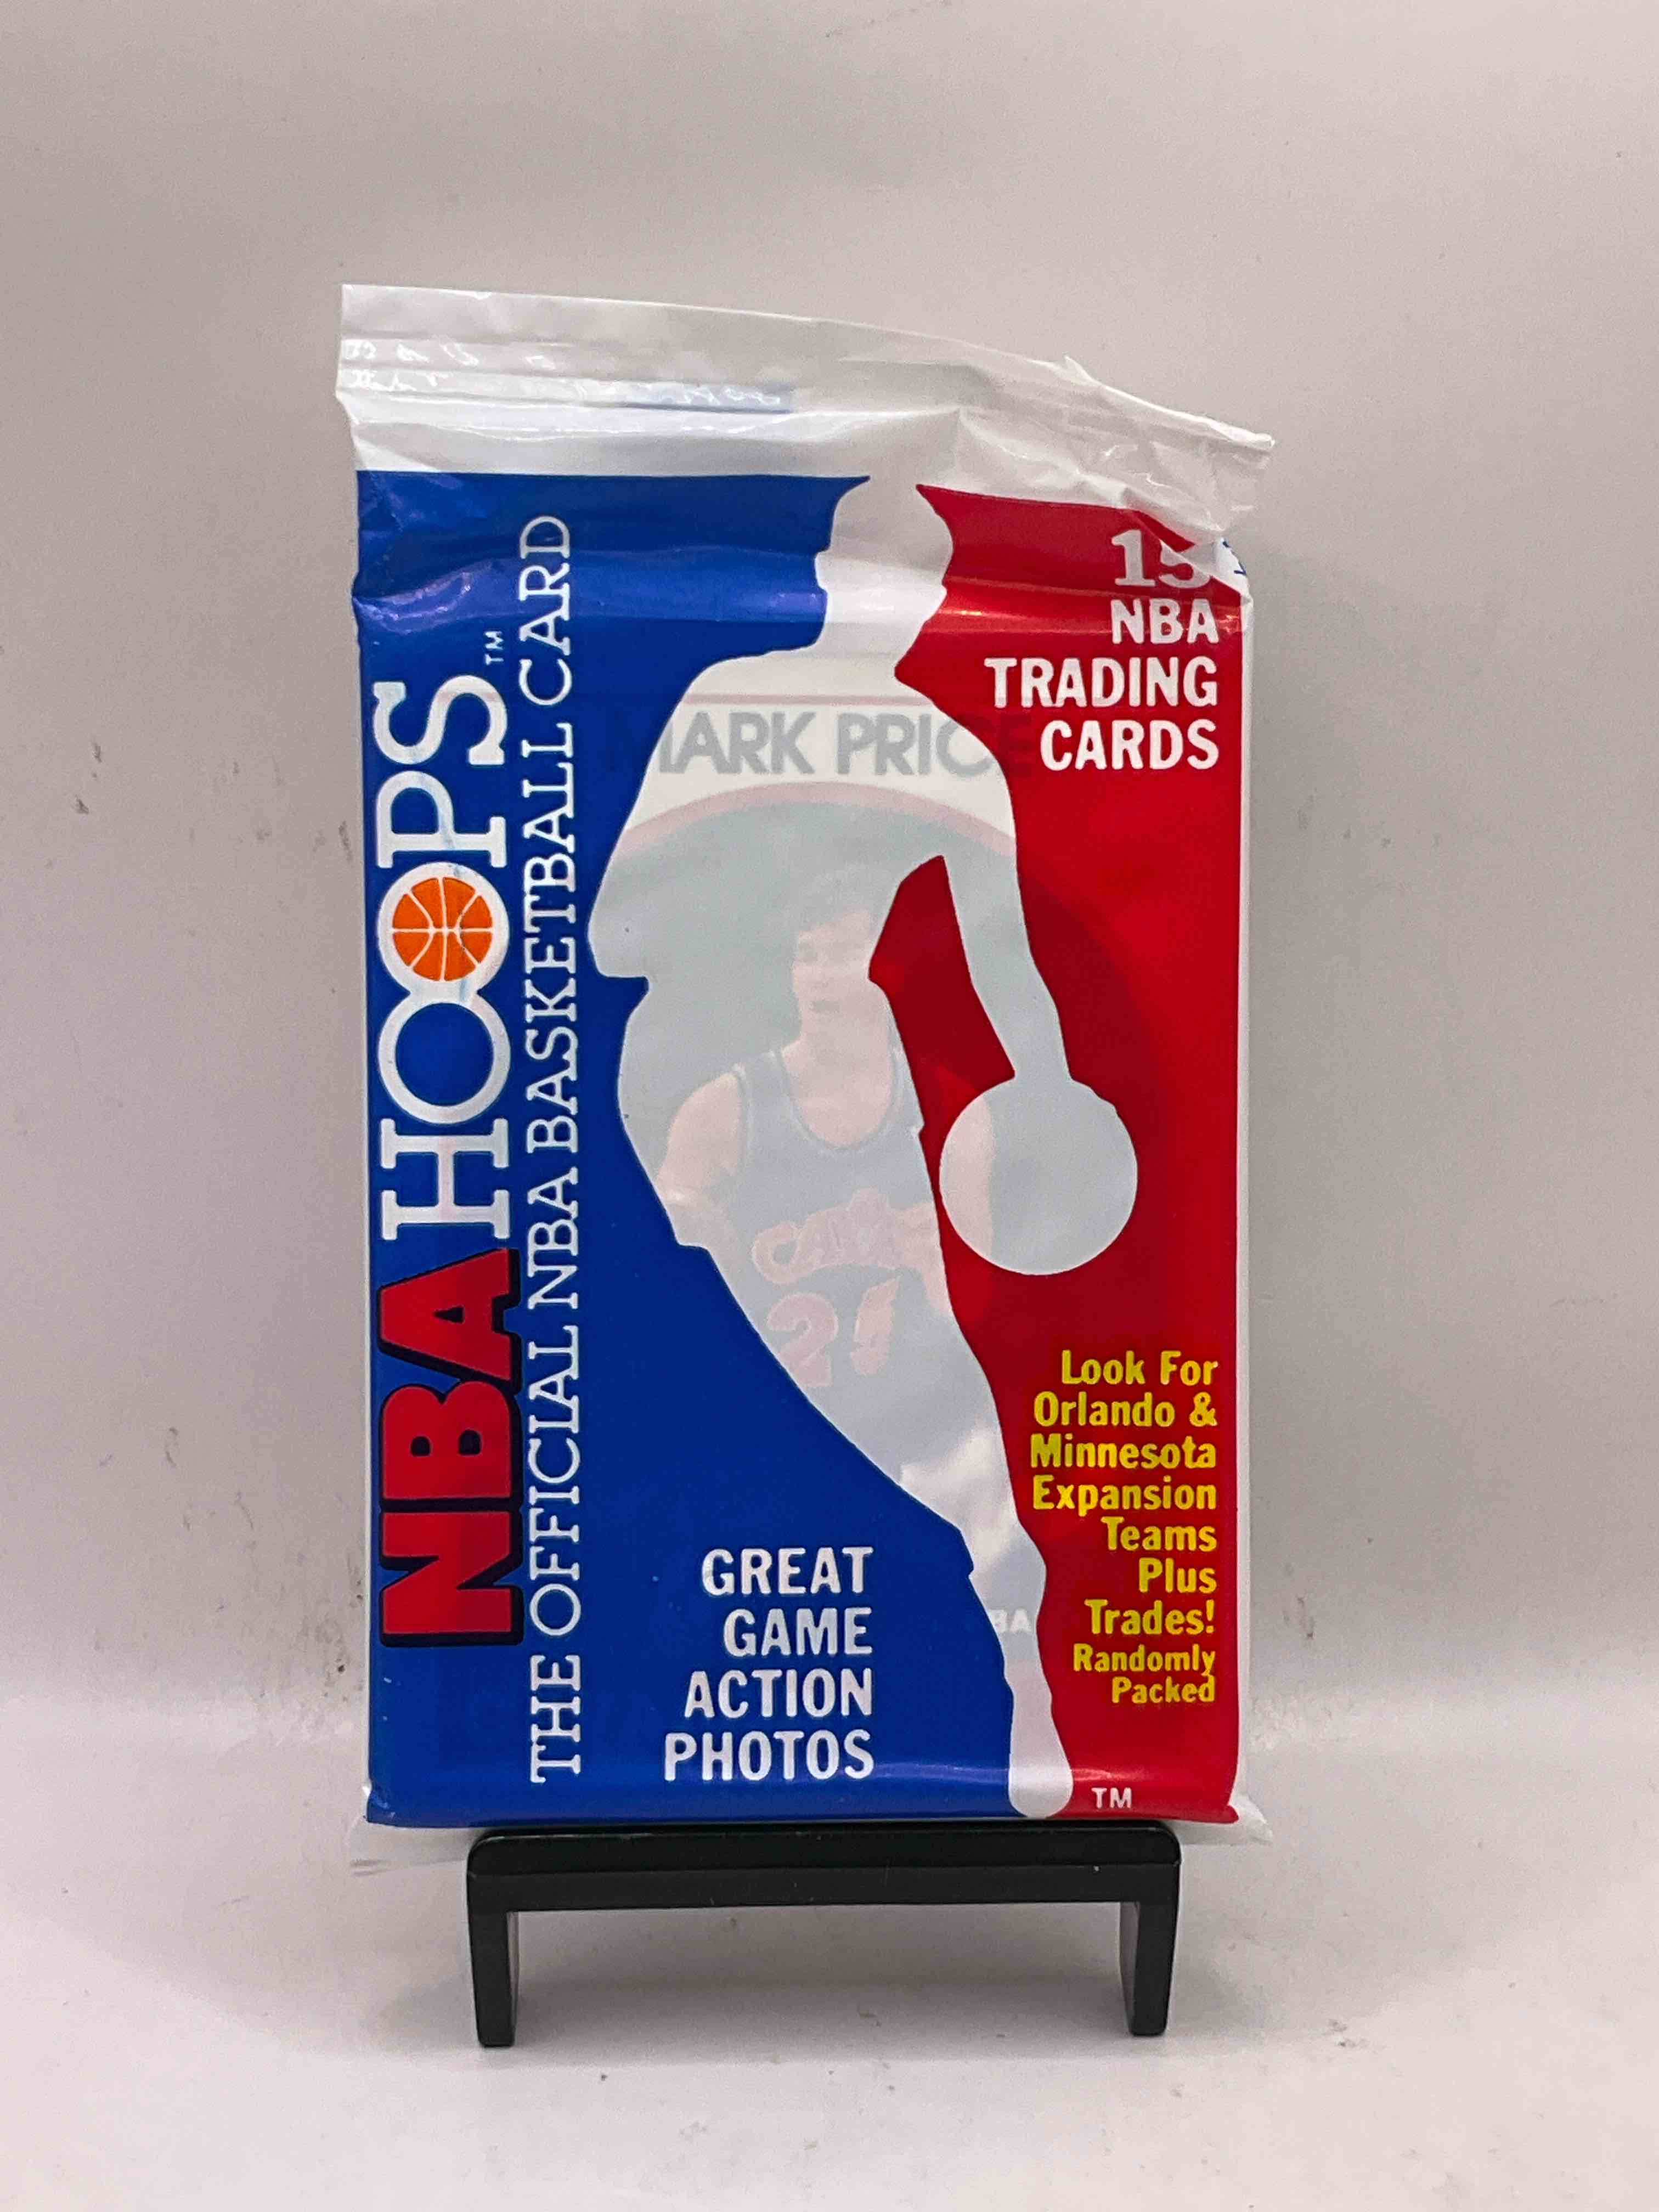 NBA HOOPS™
THE OFFICIAL NBA BASKETBALL CARD
15
NBA
TRADING
CARDS
MARK PRICE
CAVS
Look For
Orlando &
Minnesota
Expansion
Teams
Plus
Trades!
Randomly
Packed
GREAT
GAME
ACTION
PHOTOS
TM